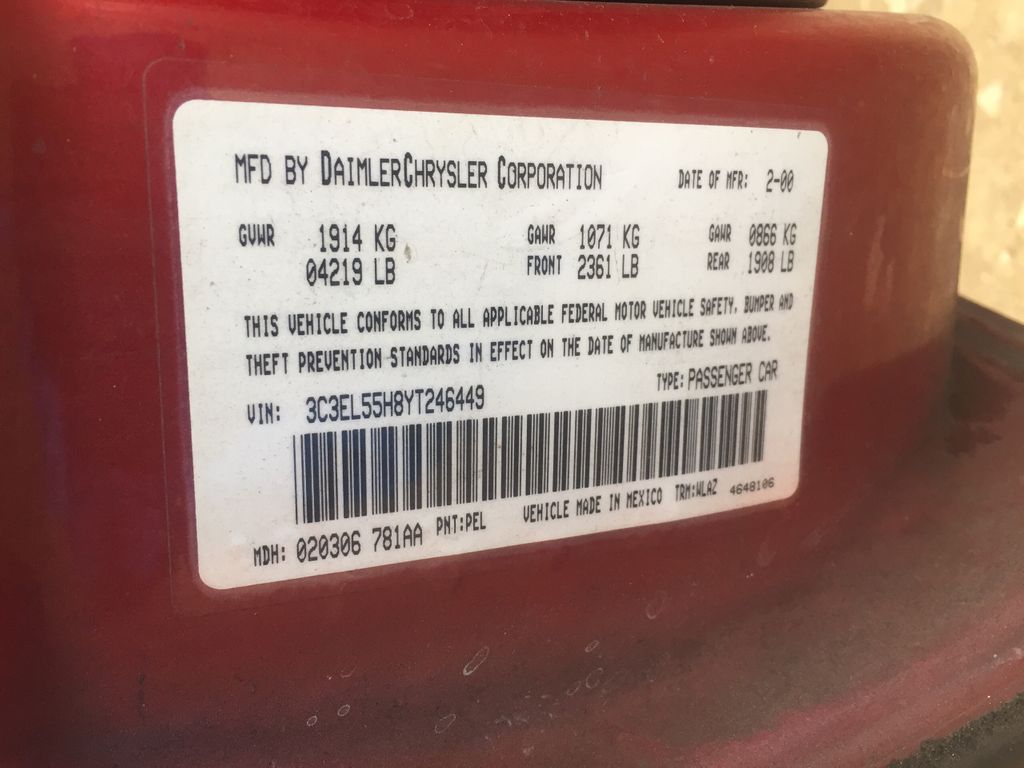 MFD BY DAIMLERCHRYSLER CORPORATION DATE OF MFR: 2-00
GVWR 1914 KG GAWR 1071 KG GAWR 0866 KG
04219 LB FRONT 2361 LB REAR 1908 LB
THIS VEHICLE CONFORMS TO ALL APPLICABLE FEDERAL MOTOR VEHICLE SAFETY, BUMPER AND
THEFT PREVENTION STANDARDS IN EFFECT ON THE DATE OF MANUFACTURE SHOWN ABOVE.
VIN: 3C3EL55H8YT246449 TYPE: PASSENGER CAR
MDH: 020306 781AA PNT:PEL VEHICLE MADE IN MEXICO TRM:WLAZ 4648106